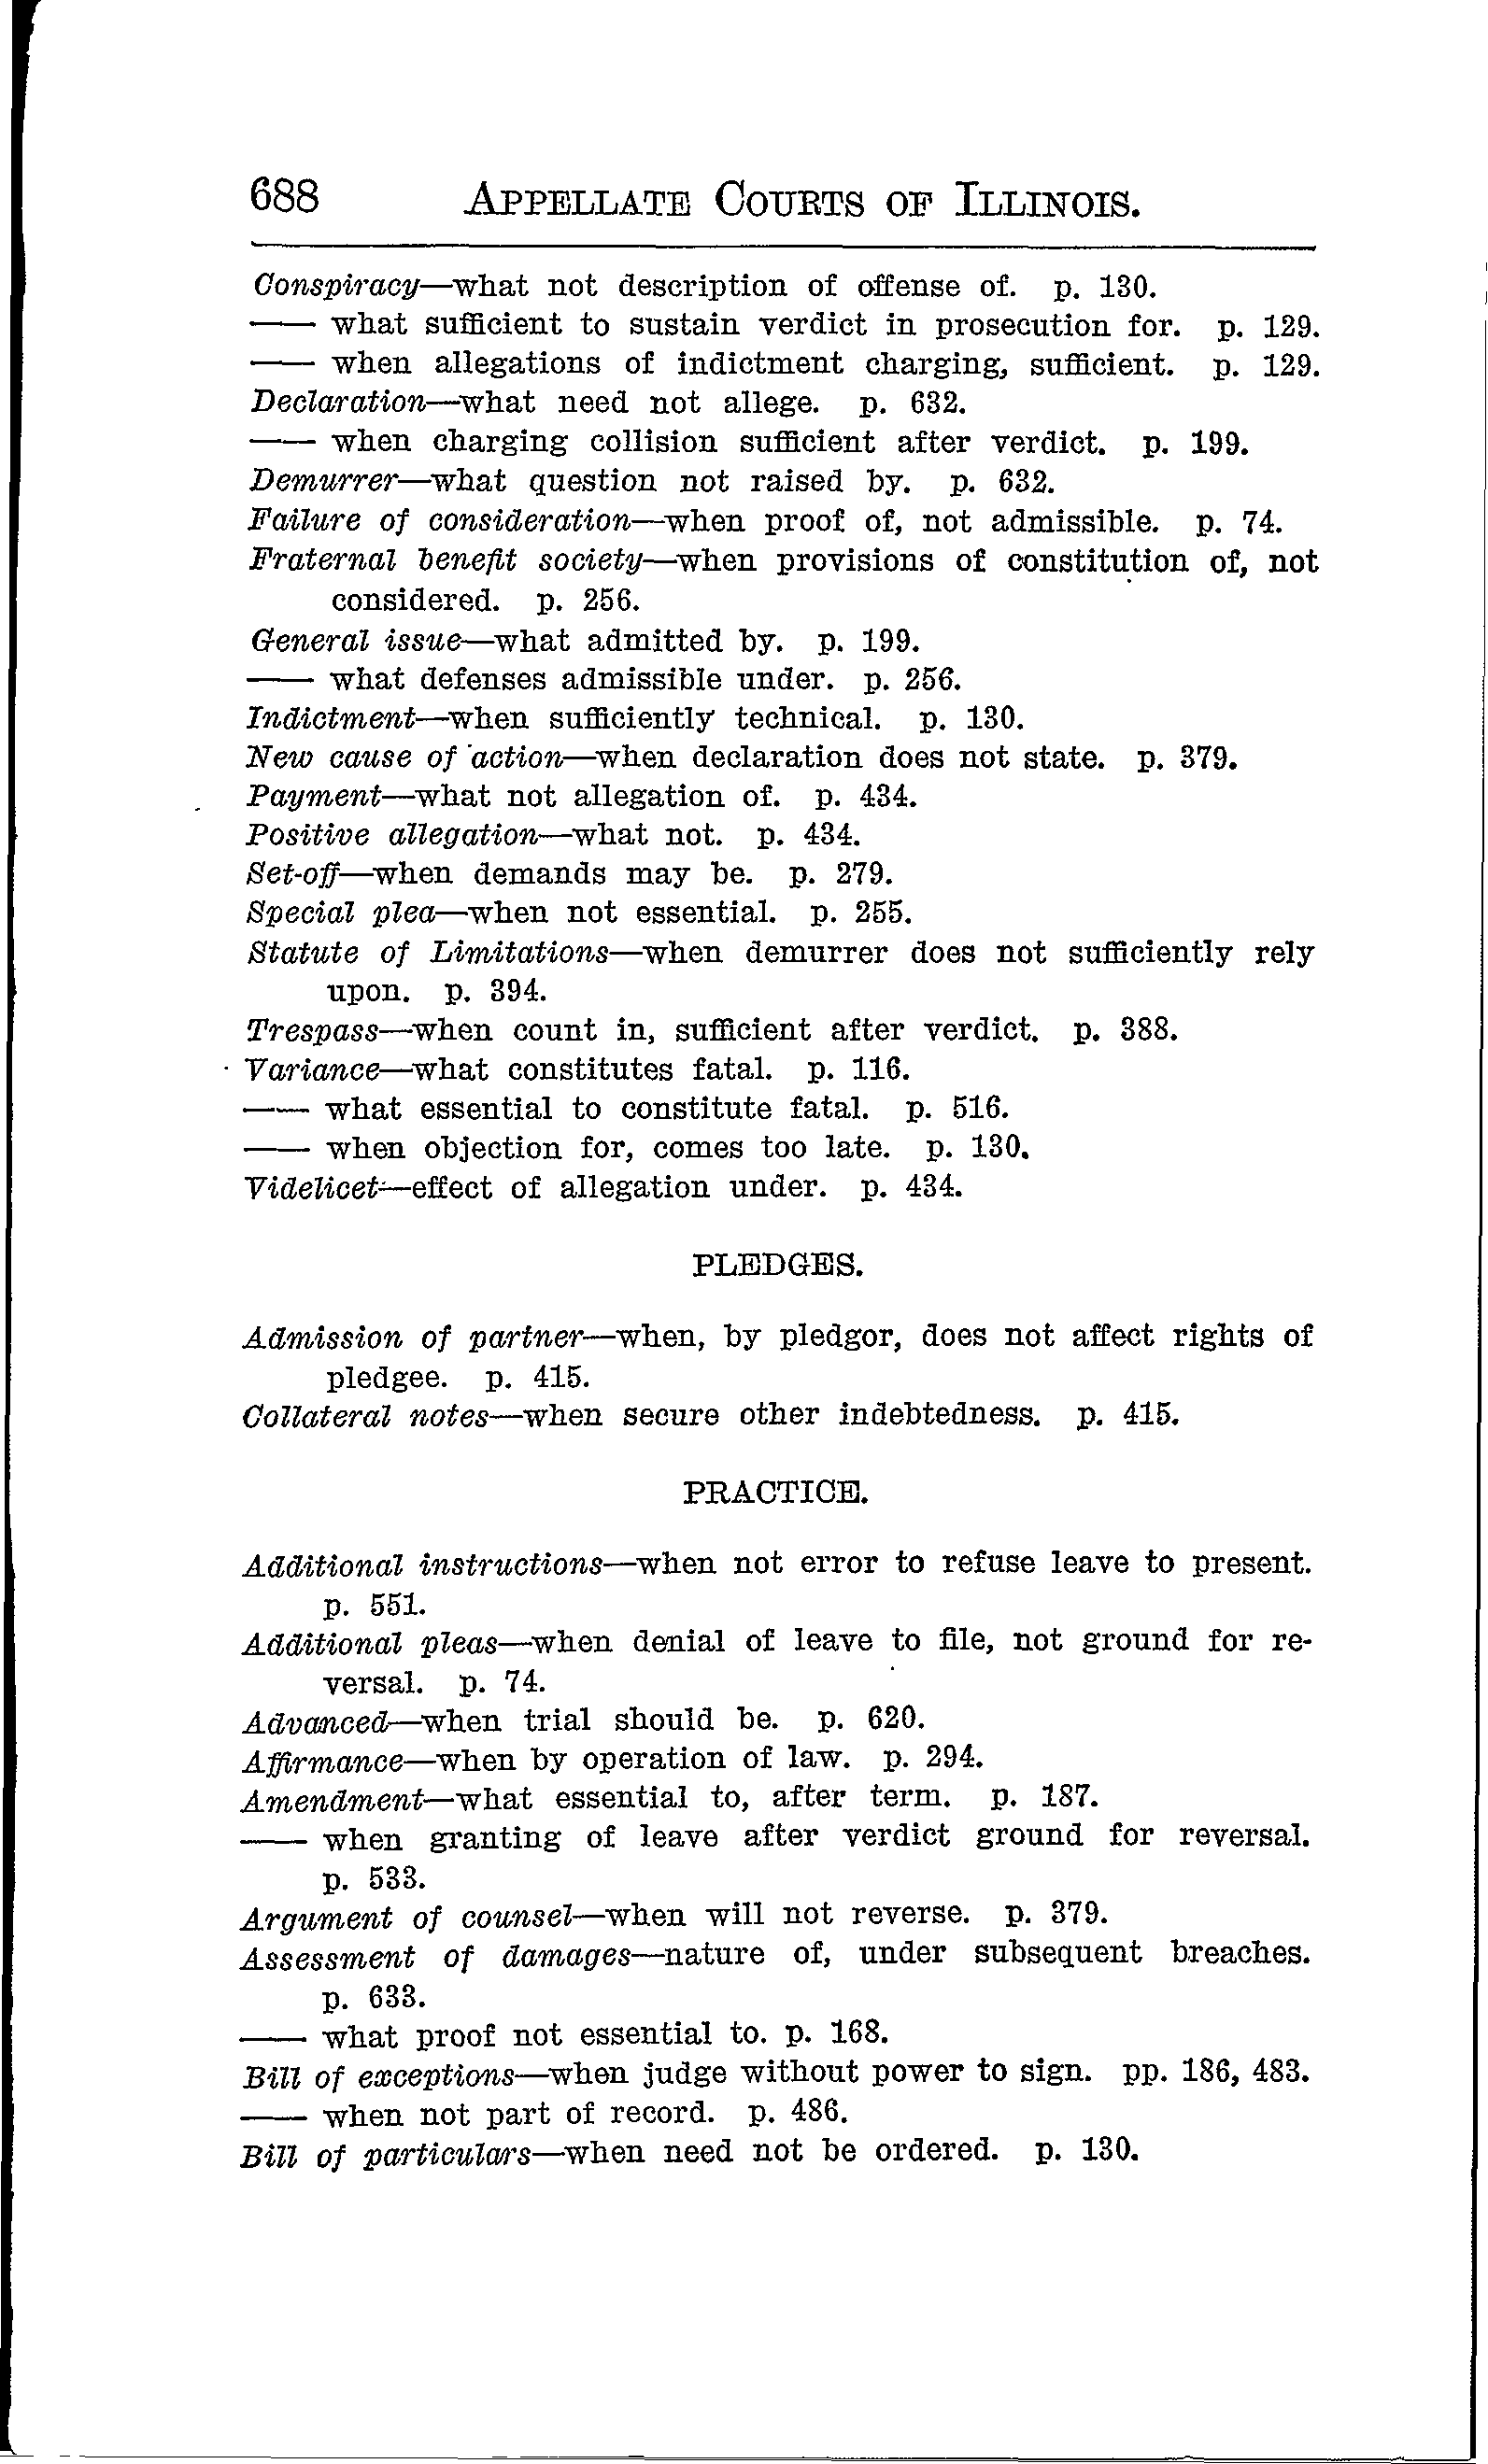 688 APPELLATE COURTS OF ILLINOIS.
Conspiracy—what not description of offense of. p. 130.
—— what sufficient to sustain verdict in prosecution for. p. 129.
—— when allegations of indictment charging, sufficient. p. 129.
Declaration—what need not allege. p. 632.
—— when charging collision sufficient after verdict. p. 199.
Demurrer—what question not raised by. p. 632.
Failure of consideration—when proof of, not admissible. p. 74.
Fraternal benefit society—when provisions of constitution of, not
considered. p. 256.
General issue—what admitted by. p. 199.
—— what defenses admissible under. p. 256.
Indictment—when sufficiently technical. p. 130.
New cause of action—when declaration does not state. p. 379.
Payment—what not allegation of. p. 434.
Positive allegation—what not. p. 434.
Set-off—when demands may be. p. 279.
Special plea—when not essential. p. 255.
Statute of Limitations—when demurrer does not sufficiently rely
upon. p. 394.
Trespass—when count in, sufficient after verdict. p. 388.
Variance—what constitutes fatal. p. 116.
—— what essential to constitute fatal. p. 516.
—— when objection for, comes too late. p. 130.
Videlicet—effect of allegation under. p. 434.
PLEDGES.
Admission of partner—when, by pledgor, does not affect rights of
pledgee. p. 415.
Collateral notes—when secure other indebtedness. p. 415.
PRACTICE.
Additional instructions—when not error to refuse leave to present.
p. 551.
Additional pleas—when denial of leave to file, not ground for re-
versal. p. 74.
Advanced—when trial should be. p. 620.
Affirmance—when by operation of law. p. 294.
Amendment—what essential to, after term. p. 187.
—— when granting of leave after verdict ground for reversal.
p. 533.
Argument of counsel—when will not reverse. p. 379.
Assessment of damages—nature of, under subsequent breaches.
p. 633.
—— what proof not essential to. p. 168.
Bill of exceptions—when judge without power to sign. pp. 186, 483.
—— when not part of record. p. 486.
Bill of particulars—when need not be ordered. p. 130.